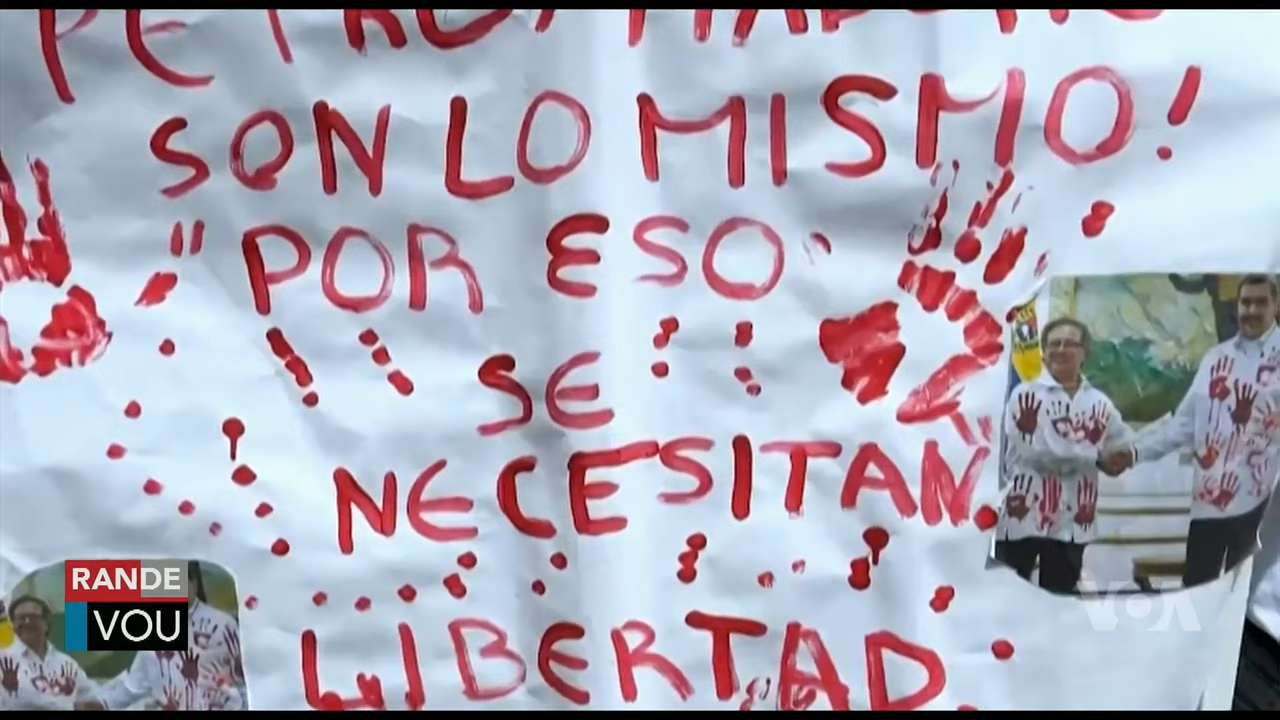 SON LO MISMO!
"POR ESO"
SE
NECESITAN
LIBERTAD
RANDE
VOU
VOA